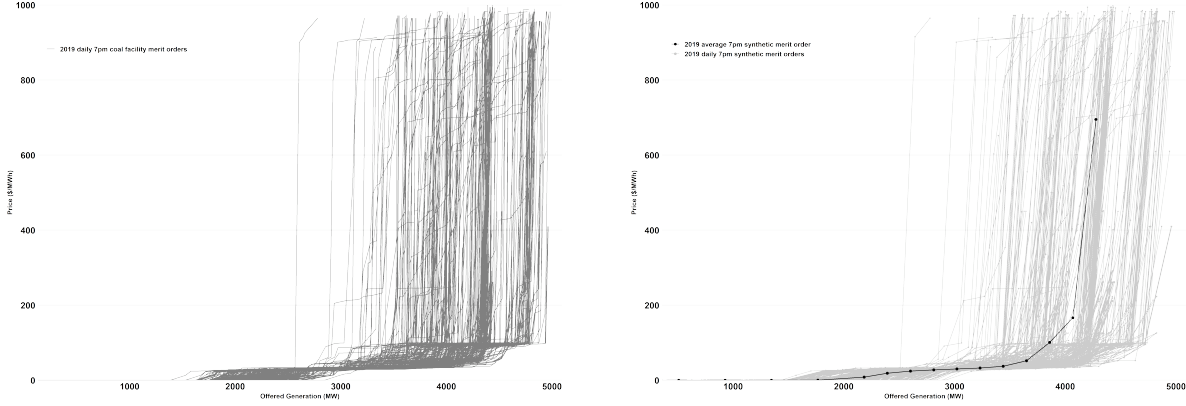 1000
2019 daily 7pm coal facility merit orders
800
600
Price ($/MWh)
400
200
0
1000 2000 3000 4000 5000
Offered Generation (MW)
1000
2019 average 7pm synthetic merit order
2019 daily 7pm synthetic merit orders
800
600
Price ($/MWh)
400
200
0
1000 2000 3000 4000 5000
Offered Generation (MW)